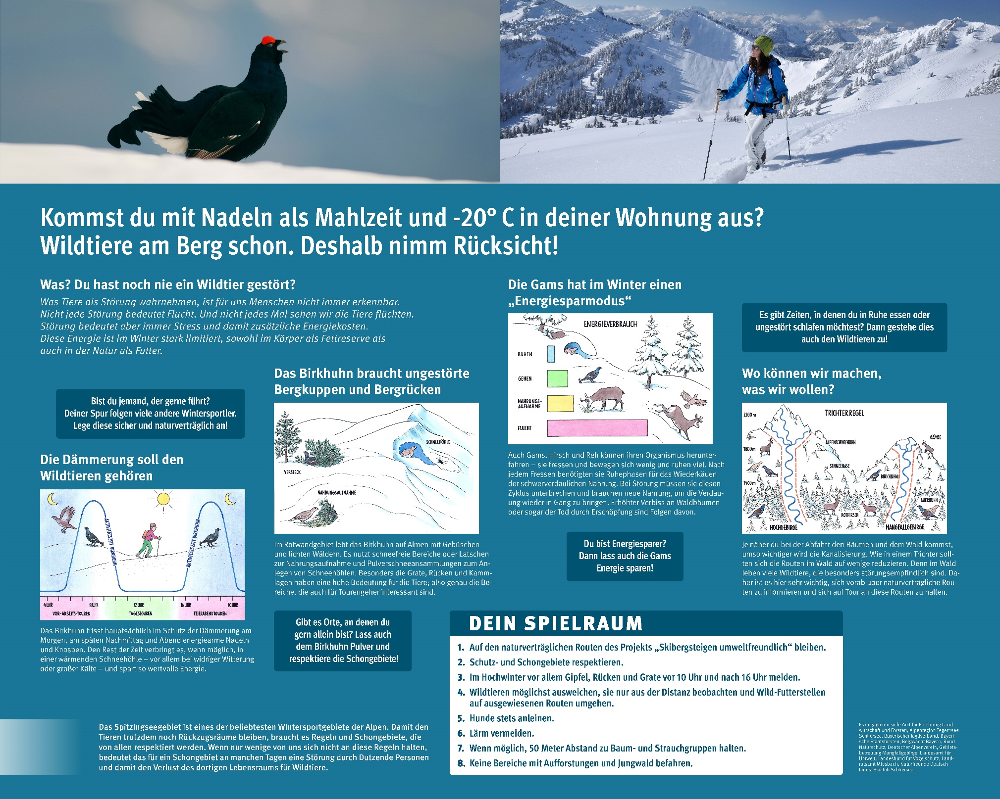 Kommst du mit Nadeln als Mahlzeit und -20° C in deiner Wohnung aus?
Wildtiere am Berg schon. Deshalb nimm Rücksicht!
Was? Du hast noch nie ein Wildtier gestört?
Was Tiere als Störung wahrnehmen, ist für uns Menschen nicht immer erkennbar.
Nicht jede Störung bedeutet Flucht. Und nicht jedes Mal sehen wir die Tiere flüchten.
Störung bedeutet aber immer Stress und damit zusätzliche Energiekosten.
Diese Energie ist im Winter stark limitiert, sowohl im Körper als Fettreserve als
auch in der Natur als Futter.
Bist du jemand, der gerne führt?
Deiner Spur folgen viele andere Wintersportler.
Lege diese sicher und naturverträglich an!
Die Dämmerung soll den
Wildtieren gehören
AKTIVITÄTSZEIT BIRKHUHN
AKTIVITÄTSZEIT BIRKHUHN
4 UHR 8 UHR 12 UHR 16 UHR 20 UHR
VOR-ARBEITS-TOUREN TAGESTOUREN FEIERABENDTOUREN
Das Birkhuhn frisst hauptsächlich im Schutz der Dämmerung am
Morgen, am späten Nachmittag und Abend energiearme Nadeln
und Knospen. Den Rest der Zeit verbringt es, wenn möglich, in
einer wärmenden Schneehöhle – vor allem bei widriger Witterung
oder großer Kälte – und spart so wertvolle Energie.
Das Birkhuhn braucht ungestörte
Bergkuppen und Bergrücken
SCHNEEHÖHLE
VERSTECK
NAHRUNGSAUFNAHME
Im Rotwandgebiet lebt das Birkhuhn auf Almen mit Gebüschen
und lichten Wäldern. Es nutzt schneefreie Bereiche oder Latschen
zur Nahrungsaufnahme und Pulverschneeansammlungen zum An-
legen von Schneehöhlen. Besonders die Grate, Rücken und Kamm-
lagen haben eine hohe Bedeutung für die Tiere; also genau die Be-
reiche, die auch für Tourengeher interessant sind.
Gibt es Orte, an denen du
gern allein bist? Lass auch
dem Birkhuhn Pulver und
respektiere die Schongebiete!
Die Gams hat im Winter einen
„Energiesparmodus“
ENERGIEVERBRAUCH
RUHEN
GEHEN
NAHRUNGS-
AUFNAHME
FLUCHT
Auch Gams, Hirsch und Reh können ihren Organismus herunter-
fahren – sie fressen und bewegen sich wenig und ruhen viel. Nach
jedem Fressen benötigten sie Ruhephasen für das Wiederkäuen
der schwerverdaulichen Nahrung. Bei Störung müssen sie diesen
Zyklus unterbrechen und brauchen neue Nahrung, um die Verdau-
ung wieder in Gang zu bringen. Erhöhter Verbiss an Waldbäumen
oder sogar der Tod durch Erschöpfung sind Folgen davon.
Du bist Energiesparer?
Dann lass auch die Gams
Energie sparen!
Es gibt Zeiten, in denen du in Ruhe essen oder
ungestört schlafen möchtest? Dann gestehe dies
auch den Wildtieren zu!
Wo können wir machen,
was wir wollen?
TRICHTERREGEL
2200 m
1800 m
1400 m
ALPENSCHNEEHUHN
GÄMSE
SCHNEEHASE
BIRKHUHN
AUERHUHN
ROTHIRSCH
HOCHGEBIRGE
MANGFALLGEBIRGE
Je näher du bei der Abfahrt den Bäumen und dem Wald kommst,
umso wichtiger wird die Kanalisierung. Wie in einem Trichter soll-
ten sich die Routen im Wald auf wenige reduzieren. Denn im Wald
leben viele Wildtiere, die besonders störungsempfindlich sind. Da-
her ist es hier sehr wichtig, sich vorab über naturverträgliche Rou-
ten zu informieren und sich auf Tour an diese Routen zu halten.
DEIN SPIELRAUM
1. Auf den naturverträglichen Routen des Projekts „Skibergsteigen umweltfreundlich“ bleiben.
2. Schutz- und Schongebiete respektieren.
3. Im Hochwinter vor allem Gipfel, Rücken und Grate vor 10 Uhr und nach 16 Uhr meiden.
4. Wildtieren möglichst ausweichen, sie nur aus der Distanz beobachten und Wild-Futterstellen
auf ausgewiesenen Routen umgehen.
5. Hunde stets anleinen.
6. Lärm vermeiden.
7. Wenn möglich, 50 Meter Abstand zu Baum- und Strauchgruppen halten.
8. Keine Bereiche mit Aufforstungen und Jungwald befahren.
Das Spitzingseegebiet ist eines der beliebtesten Wintersportgebiete der Alpen. Damit den
Tieren trotzdem noch Rückzugsräume bleiben, braucht es Regeln und Schongebiete, die
von allen respektiert werden. Wenn nur wenige von uns sich nicht an diese Regeln halten,
bedeutet das für ein Schongebiet an manchen Tagen eine Störung durch Dutzende Personen
und damit den Verlust des dortigen Lebensraums für Wildtiere.
Es engagieren sich: Amt für Ernährung Land-
wirtschaft und Forsten, Alpenregion Tegernsee
Schliersee, Bayerischer Jagdverband, Bayeri-
sche Staatsforsten, Bergwacht Bayern, Bund
Naturschutz, Deutscher Alpenverein, Gebiets-
betreuung Mangfallgebirge, Landesamt für
Umwelt, Landesbund für Vogelschutz, Land-
ratsamt Miesbach, Naturfreunde Deutsch
lands, Skiclub Schliersee.